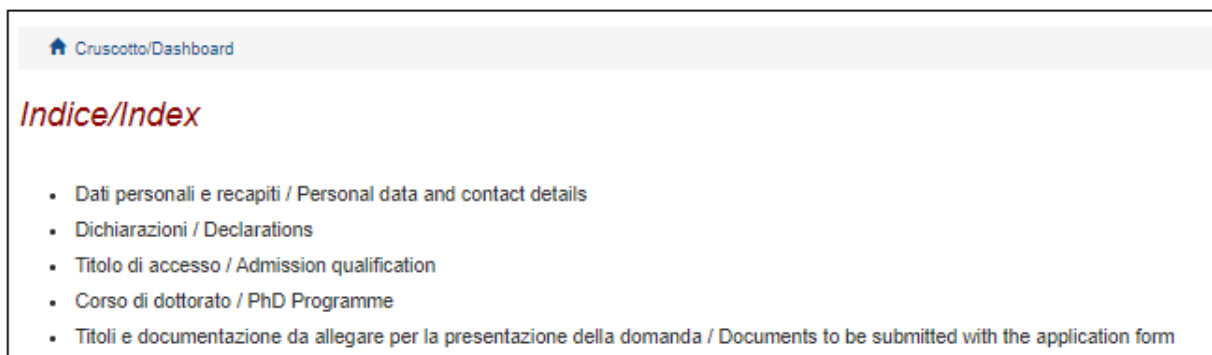 Cruscotto/Dashboard
Indice/Index
Dati personali e recapiti / Personal data and contact details
Dichiarazioni / Declarations
Titolo di accesso / Admission qualification
Corso di dottorato / PhD Programme
Titoli e documentazione da allegare per la presentazione della domanda / Documents to be submitted with the application form